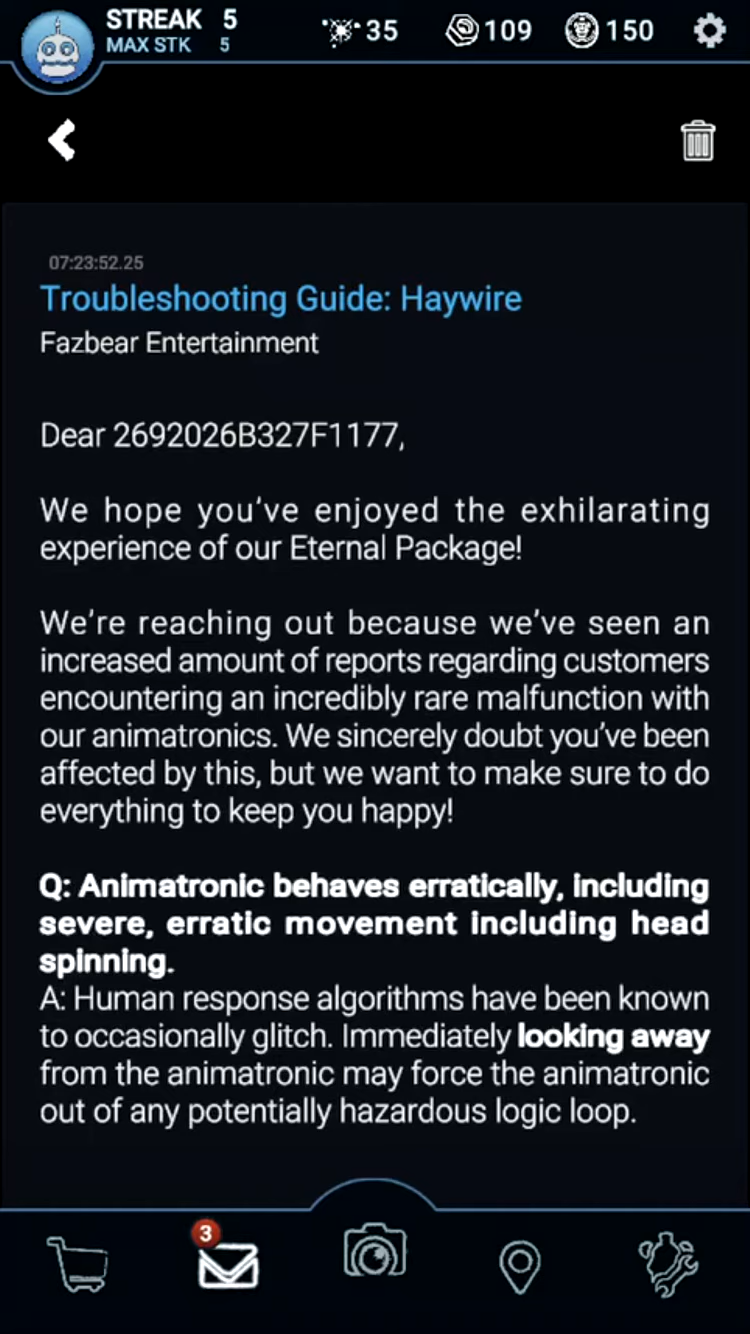 STREAK 5
MAX STK 5
35
109
150
07:23:52.25
Troubleshooting Guide: Haywire
Fazbear Entertainment
Dear 2692026B327F1177,
We hope you've enjoyed the exhilarating
experience of our Eternal Package!
We're reaching out because we've seen an
increased amount of reports regarding customers
encountering an incredibly rare malfunction with
our animatronics. We sincerely doubt you've been
affected by this, but we want to make sure to do
everything to keep you happy!
Q: Animatronic behaves erratically, including
severe, erratic movement including head
spinning.
A: Human response algorithms have been known
to occasionally glitch. Immediately looking away
from the animatronic may force the animatronic
out of any potentially hazardous logic loop.
3